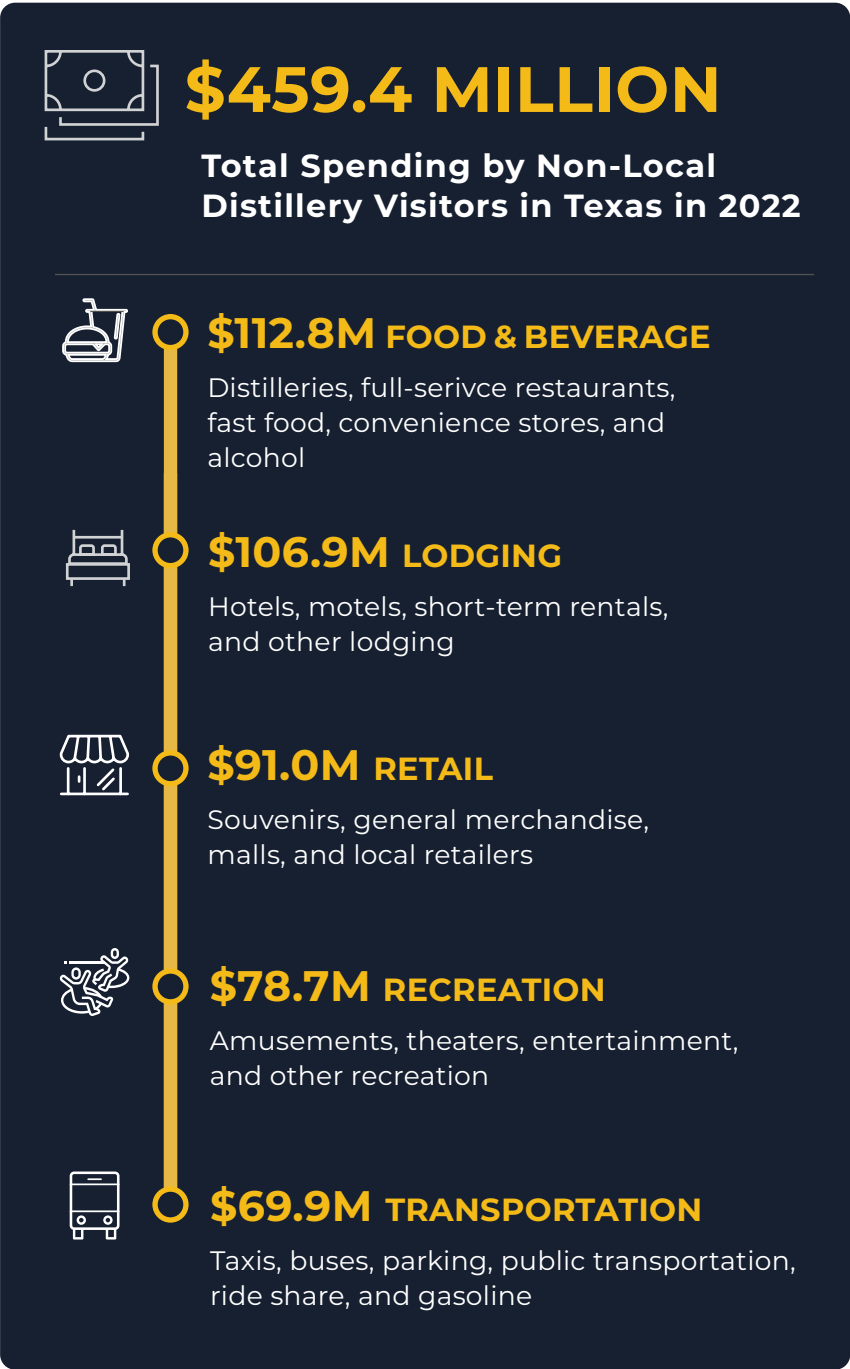 $459.4 MILLION
Total Spending by Non-Local
Distillery Visitors in Texas in 2022
$112.8M FOOD & BEVERAGE
Distilleries, full-serivce restaurants,
fast food, convenience stores, and
alcohol
$106.9M LODGING
Hotels, motels, short-term rentals,
and other lodging
$91.0M RETAIL
Souvenirs, general merchandise,
malls, and local retailers
$78.7M RECREATION
Amusements, theaters, entertainment,
and other recreation
$69.9M TRANSPORTATION
Taxis, buses, parking, public transportation,
ride share, and gasoline